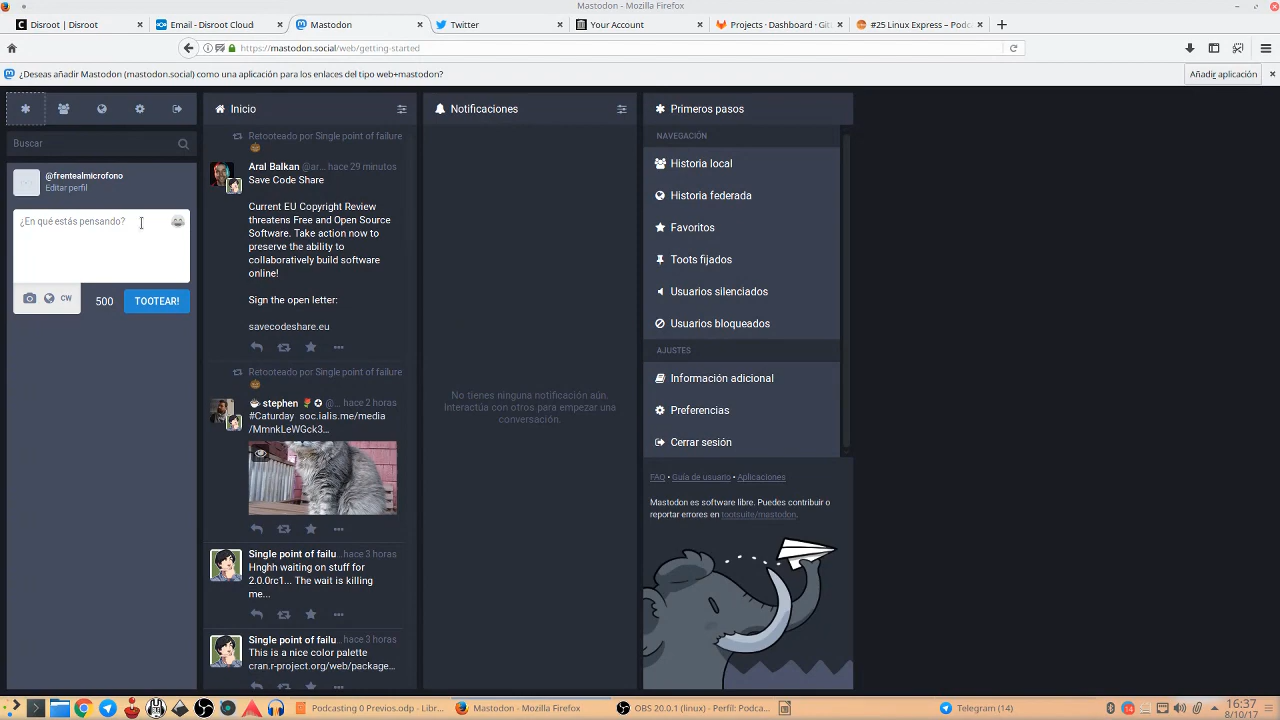 Mastodon - Mozilla Firefox
Disroot | Disroot
Email - Disroot Cloud
Mastodon
Twitter
Your Account
Projects · Dashboard · Git
#25 Linux Express – Podc
https://mastodon.social/web/getting-started
¿Deseas añadir Mastodon (mastodon.social) como una aplicación para los enlaces del tipo web+mastodon?
Añadir aplicación
Buscar
@frentealmicrofono
Editar perfil
¿En qué estás pensando?
CW
500
TOOTEAR!
Inicio
Retooteado por Single point of failure
Aral Balkan @ar... hace 29 minutos
Save Code Share
Current EU Copyright Review
threatens Free and Open Source
Software. Take action now to
preserve the ability to
collaboratively build software
online!
Sign the open letter:
savecodeshare.eu
Retooteado por Single point of failure
stephen @... hace 2 horas
#Caturday soc.ialis.me/media
/MmnkLeWGck3...
Single point of failu... hace 3 horas
Hnghh waiting on stuff for
2.0.0rc1... The wait is killing
me...
Single point of failu... hace 3 horas
This is a nice color palette
cran.r-project.org/web/package...
Notificaciones
No tienes ninguna notificación aún.
Interactúa con otros para empezar una
conversación.
Primeros pasos
NAVEGACIÓN
Historia local
Historia federada
Favoritos
Toots fijados
Usuarios silenciados
Usuarios bloqueados
AJUSTES
Información adicional
Preferencias
Cerrar sesión
FAQ • Guía de usuario • Aplicaciones
Mastodon es software libre. Puedes contribuir o
reportar errores en tootsuite/mastodon.
Podcasting 0 Previos.odp - Libr...
Mastodon - Mozilla Firefox
OBS 20.0.1 (linux) - Perfil: Podca...
Telegram (14)
14
16:37
8/10/17